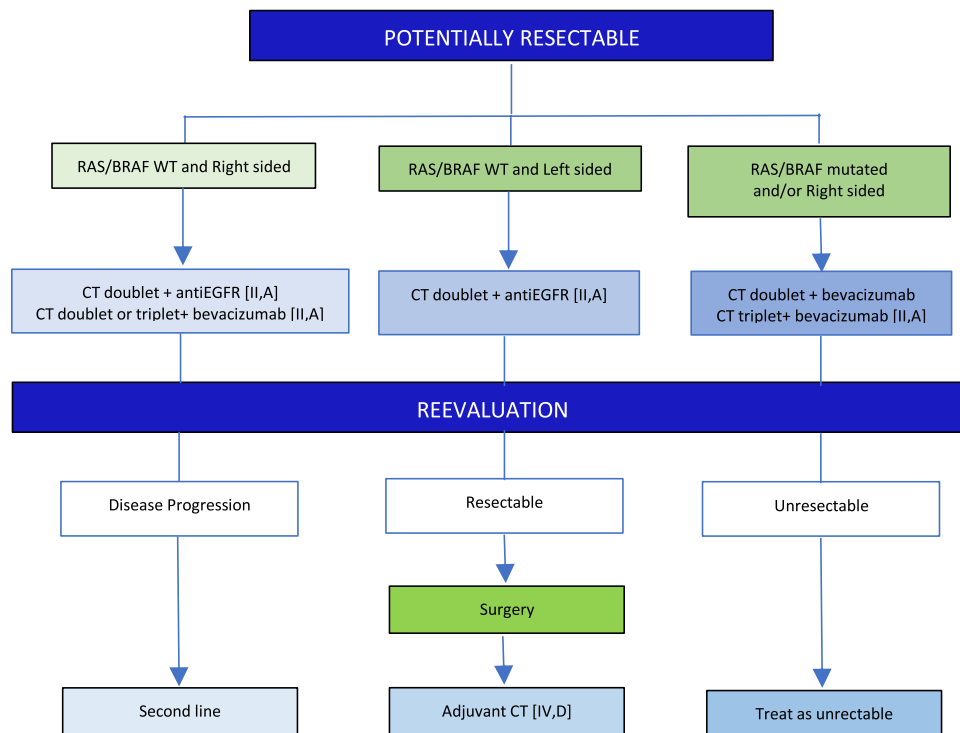 POTENTIALLY RESECTABLE
RAS/BRAF WT and Right sided
RAS/BRAF WT and Left sided
RAS/BRAF mutated
and/or Right sided
CT doublet + antiEGFR [II,A]
CT doublet or triplet+ bevacizumab [II,A]
CT doublet + antiEGFR [II,A]
CT doublet + bevacizumab
CT triplet+ bevacizumab [II,A]
REEVALUATION
Disease Progression
Resectable
Unresectable
Surgery
Second line
Adjuvant CT [IV,D]
Treat as unrectable